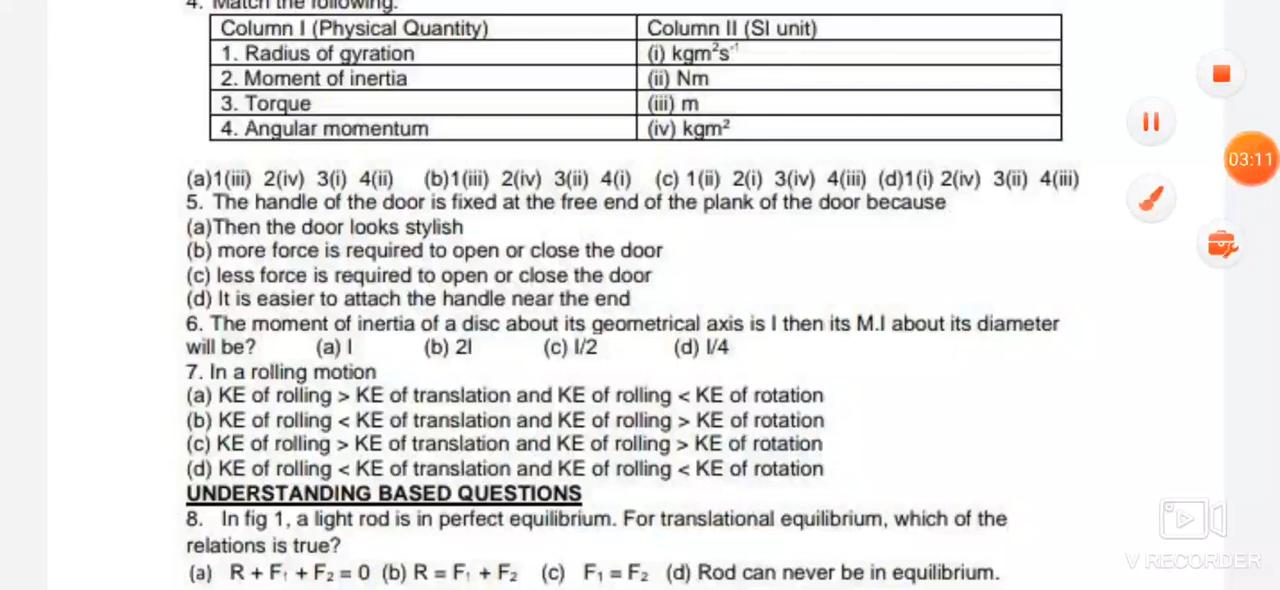 4. Match the following:
Column I (Physical Quantity) Column II (SI unit)
1. Radius of gyration (i) kgm²s⁻¹
2. Moment of inertia (ii) Nm
3. Torque (iii) m
4. Angular momentum (iv) kgm²
(a)1(iii) 2(iv) 3(i) 4(ii) (b)1(iii) 2(iv) 3(ii) 4(i) (c) 1(ii) 2(i) 3(iv) 4(iii) (d)1(i) 2(iv) 3(ii) 4(iii)
5. The handle of the door is fixed at the free end of the plank of the door because
(a)Then the door looks stylish
(b) more force is required to open or close the door
(c) less force is required to open or close the door
(d) It is easier to attach the handle near the end
6. The moment of inertia of a disc about its geometrical axis is I then its M.I about its diameter
will be? (a) I (b) 2I (c) I/2 (d) I/4
7. In a rolling motion
(a) KE of rolling > KE of translation and KE of rolling < KE of rotation
(b) KE of rolling < KE of translation and KE of rolling > KE of rotation
(c) KE of rolling > KE of translation and KE of rolling > KE of rotation
(d) KE of rolling < KE of translation and KE of rolling < KE of rotation
UNDERSTANDING BASED QUESTIONS
8. In fig 1, a light rod is in perfect equilibrium. For translational equilibrium, which of the
relations is true?
(a) R + F₁ + F₂ = 0 (b) R = F₁ + F₂ (c) F₁ = F₂ (d) Rod can never be in equilibrium.
03:11
V RECORDER